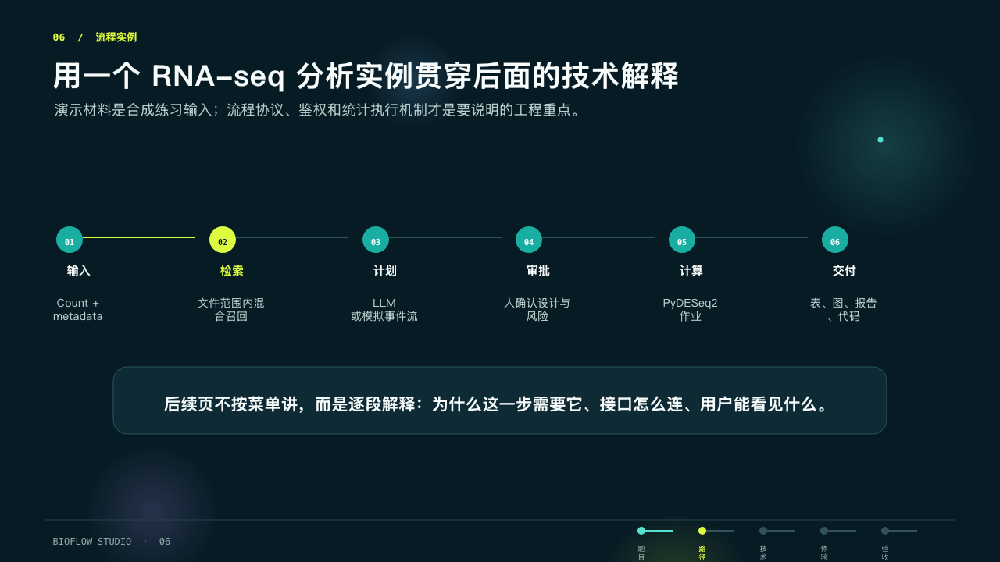 06 / 流程实例
用一个 RNA–seq 分析实例贯穿后面的技术解释
演示材料是合成练习输入；流程协议、鉴权和统计执行机制才是要说明的工程重点。
01
02
03
04
05
06
输入
检索
计划
审批
计算
交付
Count +
metadata
文件范围内混
合召回
LLM
或模拟事件流
人确认设计与
风险
PyDESeq2
作业
表、图、报告
、代码
后续页不按菜单讲，而是逐段解释：为什么这一步需要它、接口怎么连、用户能看见什么。
BIOFLOW STUDIO · 06
题
目
路
径
技
术
体
验
验
收